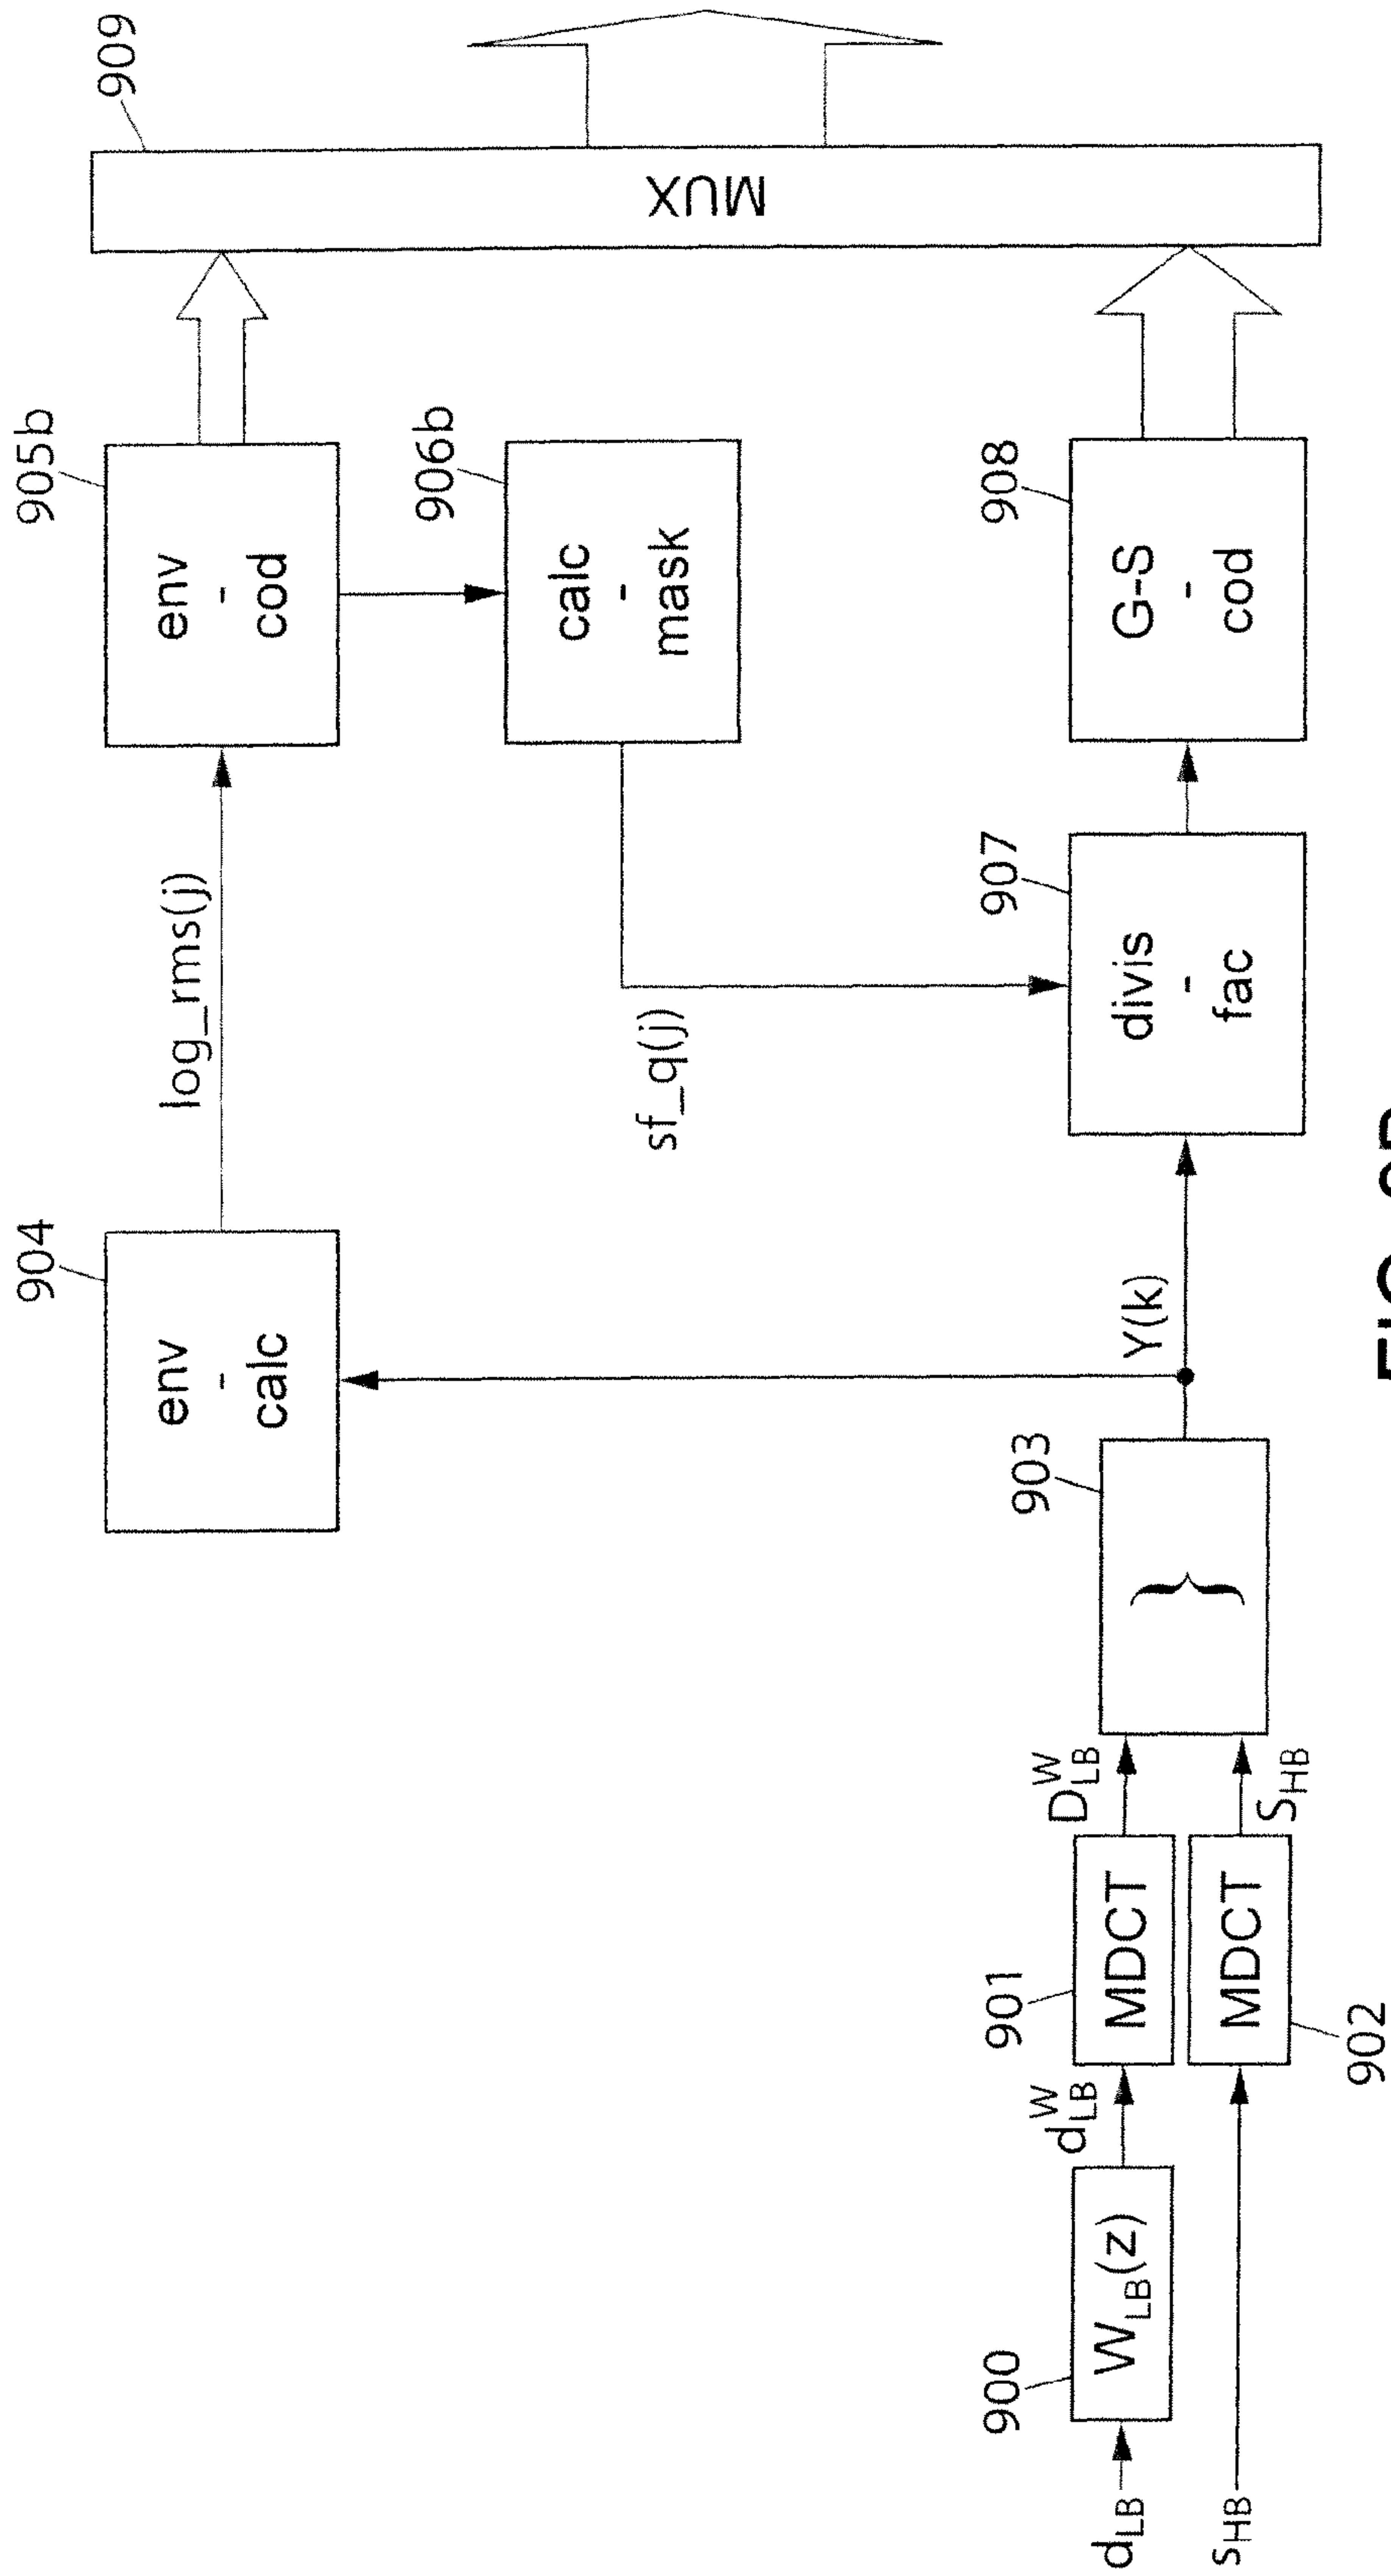 909
MUX
905b
env
-
cod
906b
calc
-
mask
908
G-S
-
cod
log_rms(j)
sf_q(j)
907
divis
-
fac
904
env
-
calc
Y(k)
903
}
D^W_LB
S_HB
901
MDCT
MDCT
902
d^W_LB
900
W_LB(z)
d_LB
s_HB